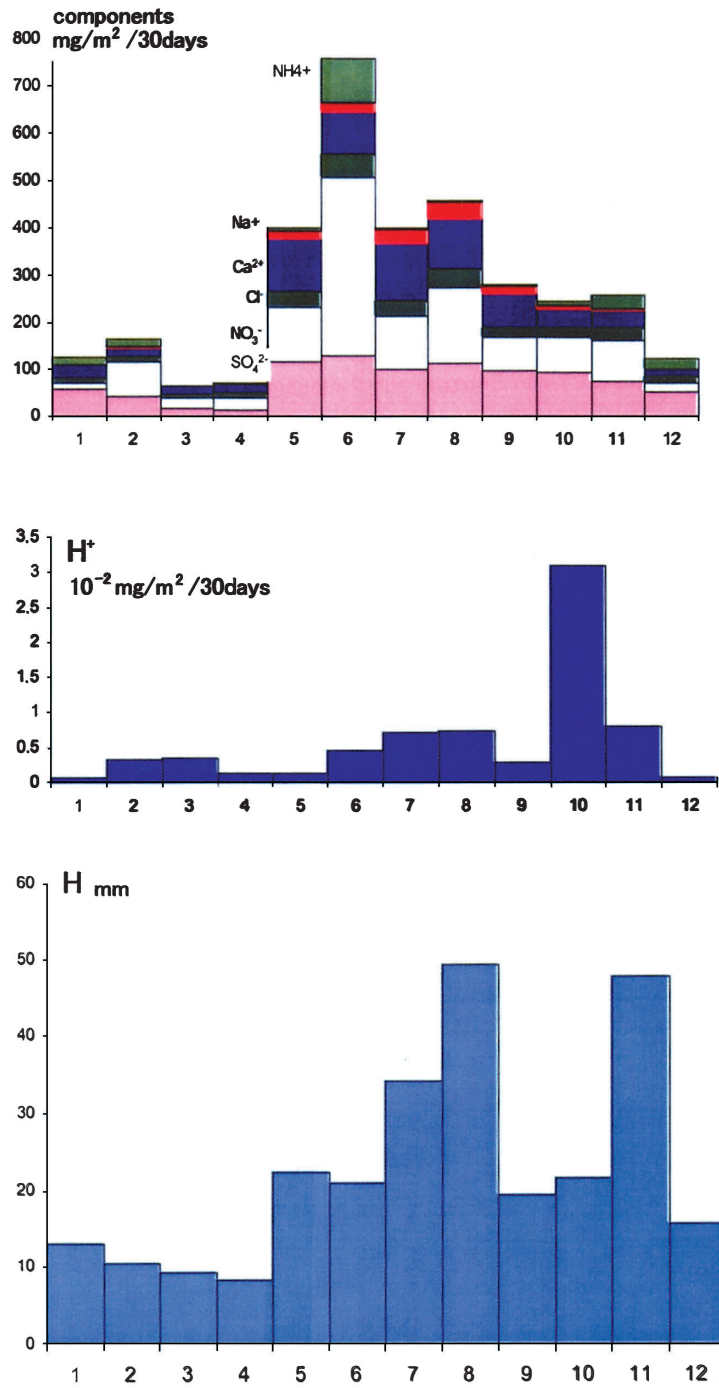 components
mg/m² /30days
800
700
600
500
400
300
200
100
0
NH4+
Na+
Ca²⁺
Cl⁻
NO₃⁻
SO₄²⁻
1 2 3 4 5 6 7 8 9 10 11 12
H⁺
10⁻² mg/m² /30days
3.5
3
2.5
2
1.5
1
0.5
0
1 2 3 4 5 6 7 8 9 10 11 12
H mm
60
50
40
30
20
10
0
1 2 3 4 5 6 7 8 9 10 11 12